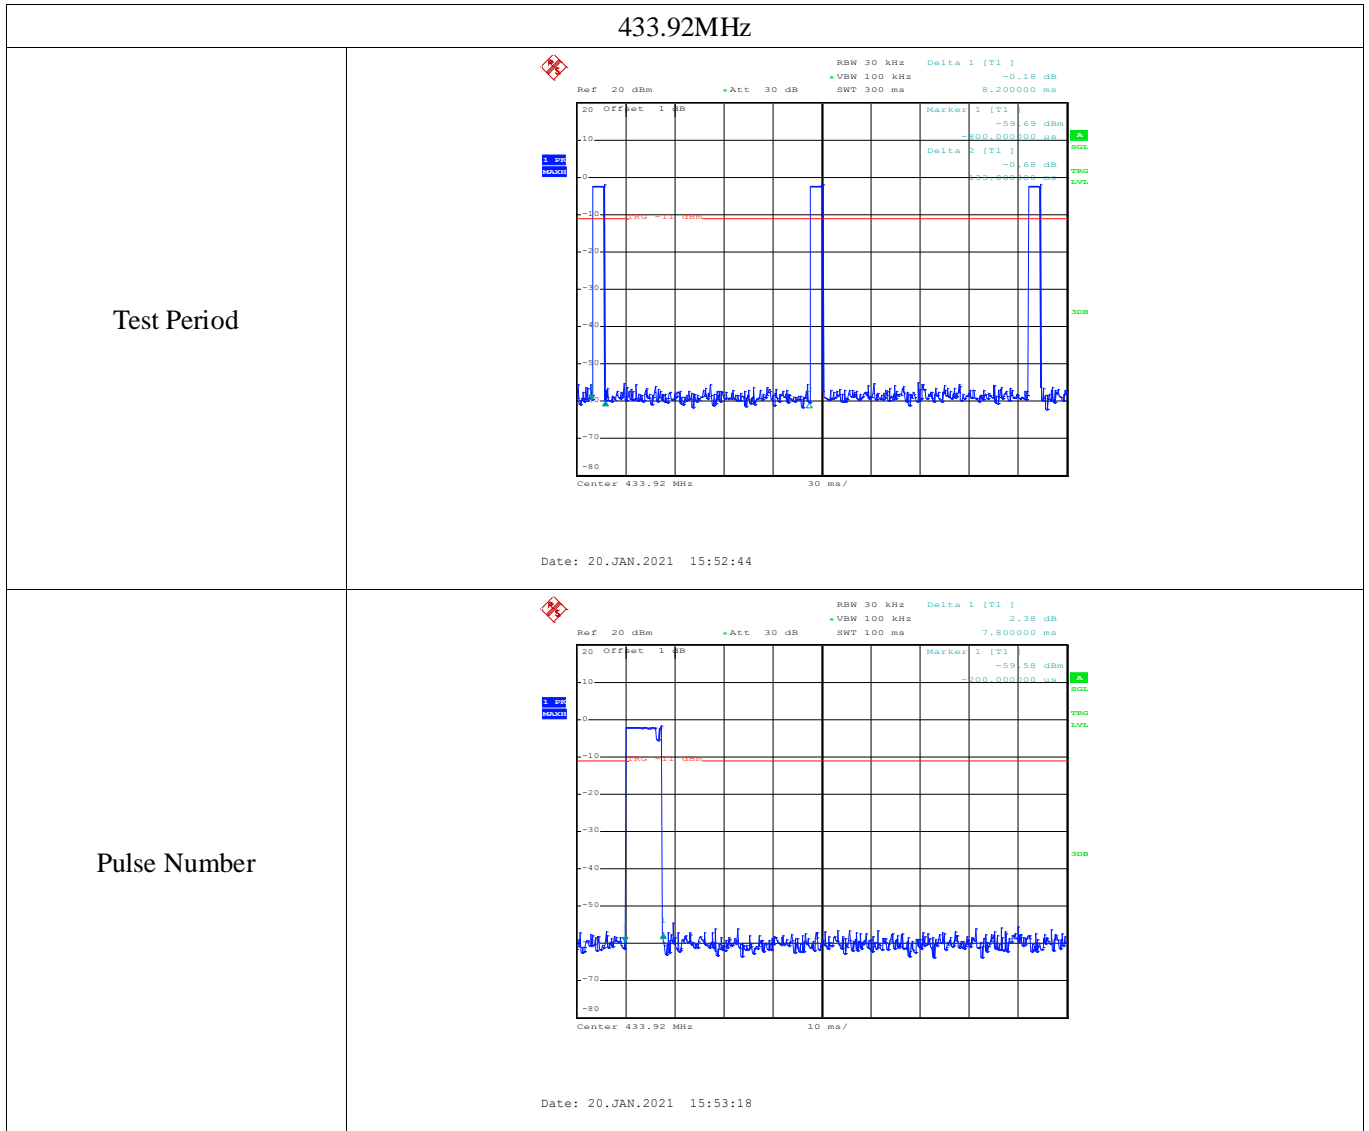 433.92MHz
Test Period
RBW 30 kHz Delta 1 [T1 ]
VBW 100 kHz -0.18 dB
Ref 20 dBm *Att 30 dB SWT 300 ms 8.200000 ms
20 Offset 1 dB Marker 1 [T1 ]
-59.69 dBm
10 -800.000000 µs A
SGL
Delta 2 [T1 ]
1 PK -0.68 dB
MAXH 0 TRG
LVL
-10 TRG -11 dBm
-20
-30
3DB
-40
-50
-70
-80
Center 433.92 MHz 30 ms/
Date: 20.JAN.2021 15:52:44
Pulse Number
RBW 30 kHz Delta 1 [T1 ]
*VBW 100 kHz 2.38 dB
Ref 20 dBm *Att 30 dB SWT 100 ms 7.800000 ms
20 Offset 1 dB Marker 1 [T1 ]
-59.58 dBm
10 -200.000000 µs A
SGL
1 PK
MAXH 0 TRG
LVL
-10 TRG -11 dBm
-20
-30
3DB
-40
-50
1
-70
-80
Center 433.92 MHz 10 ms/
Date: 20.JAN.2021 15:53:18